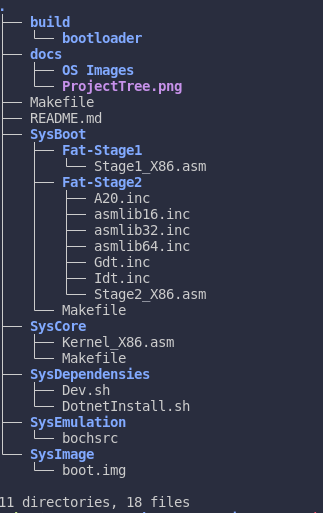 .
├── build
│   └── bootloader
├── docs
│   ├── OS Images
│   └── ProjectTree.png
├── Makefile
├── README.md
├── SysBoot
│   ├── Fat-Stage1
│   │   └── Stage1_X86.asm
│   ├── Fat-Stage2
│   │   ├── A20.inc
│   │   ├── asmlib16.inc
│   │   ├── asmlib32.inc
│   │   ├── asmlib64.inc
│   │   ├── Gdt.inc
│   │   ├── Idt.inc
│   │   └── Stage2_X86.asm
│   └── Makefile
├── SysCore
│   ├── Kernel_X86.asm
│   └── Makefile
├── SysDependensies
│   ├── Dev.sh
│   └── DotnetInstall.sh
├── SysEmulation
│   └── bochsrc
└── SysImage
    └── boot.img

11 directories, 18 files